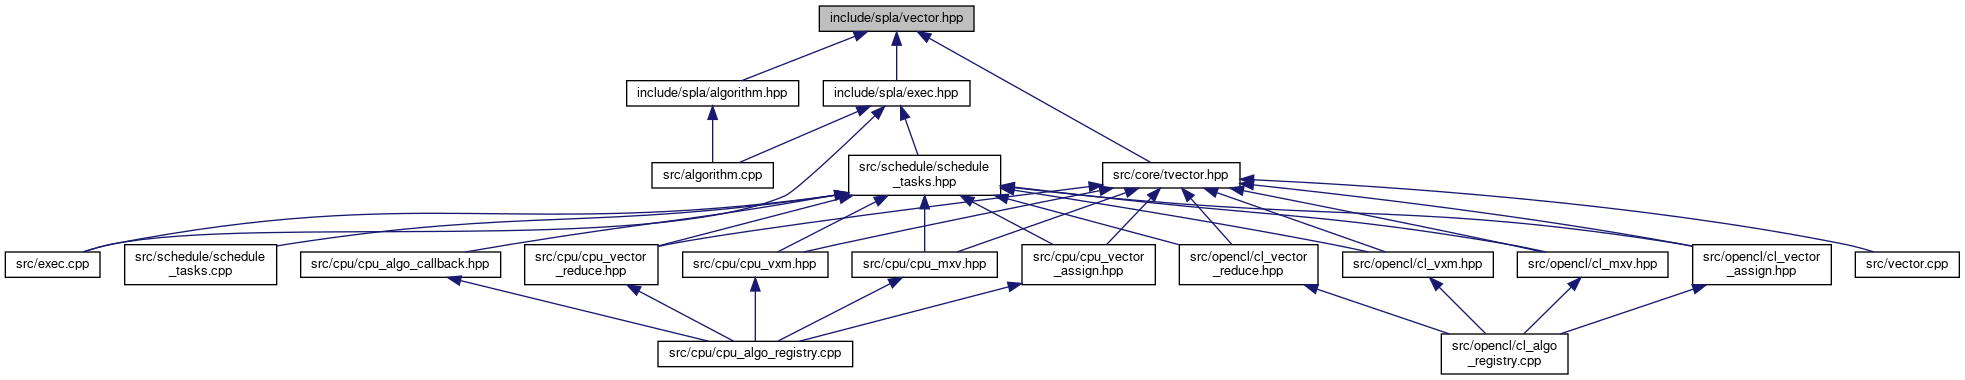 include/spla/vector.hpp
include/spla/algorithm.hpp
include/spla/exec.hpp
src/algorithm.cpp
src/schedule/schedule
_tasks.hpp
src/core/tvector.hpp
src/exec.cpp
src/schedule/schedule
_tasks.cpp
src/cpu/cpu_algo_callback.hpp
src/cpu/cpu_vector
_reduce.hpp
src/cpu/cpu_vxm.hpp
src/cpu/cpu_mxv.hpp
src/cpu/cpu_vector
_assign.hpp
src/opencl/cl_vector
_reduce.hpp
src/opencl/cl_vxm.hpp
src/opencl/cl_mxv.hpp
src/opencl/cl_vector
_assign.hpp
src/vector.cpp
src/cpu/cpu_algo_registry.cpp
src/opencl/cl_algo
_registry.cpp